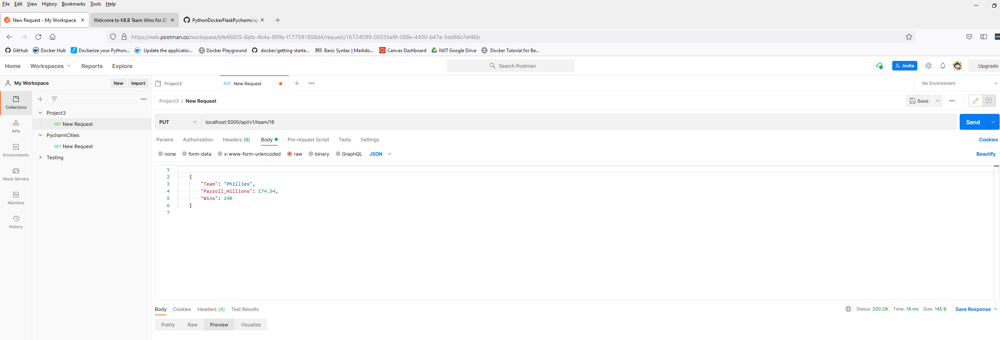 File Edit View History Bookmarks Tools Help
New Request - My Workspace
Welcome to MLB Team Wins for 20
PythonDockerFlaskPycharm/ap
https://web.postman.co/workspace/bfe46805-8afa-4b4a-899e-f177591858d4/request/16724099-00035e9f-088e-4400-b47e-5dd66c7ef46b
GitHub Docker Hub Dockerize your Python... Update the applicatio... Docker Playground docker/getting-starte... Basic Syntax | Markdo... Canvas Dashboard NJIT Google Drive Docker Tutorial for Be...
Home Workspaces Reports Explore Search Postman Invite Upgrade
My Workspace New Import
Project3 PUT New Request No Environment
Collections
APIs
Environments
Mock Servers
Monitors
History
Project3
GET New Request
PycharmCities
GET New Request
Testing
Project3 / New Request Save
PUT localhost:5000/api/v1/team/16 Send
Params Authorization Headers (9) Body Pre-request Script Tests Settings Cookies
none form-data x-www-form-urlencoded raw binary GraphQL JSON Beautify
1
2 {
3 "Team": "Phillies",
4 "Payroll_millions": 174.54,
5 "Wins": 240
6 }
7
Body Cookies Headers (4) Test Results Status: 200 OK Time: 18 ms Size: 145 B Save Response
Pretty Raw Preview Visualize